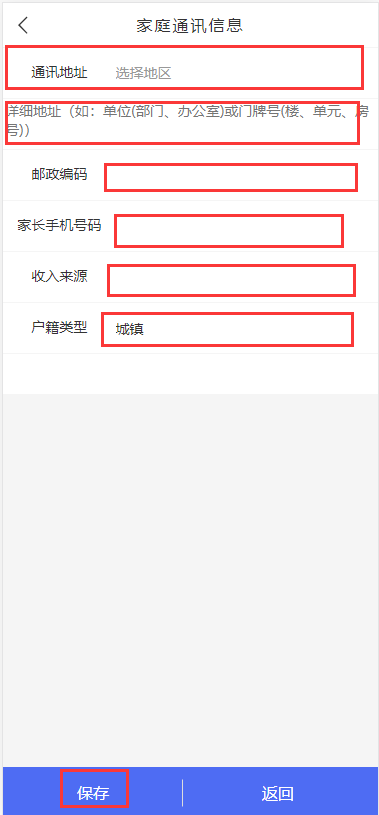 家庭通讯信息
通讯地址 选择地区
详细地址（如：单位(部门、办公室)或门牌号(楼、单元、房
号)）
邮政编码
家长手机号码
收入来源
户籍类型 城镇
保存 返回